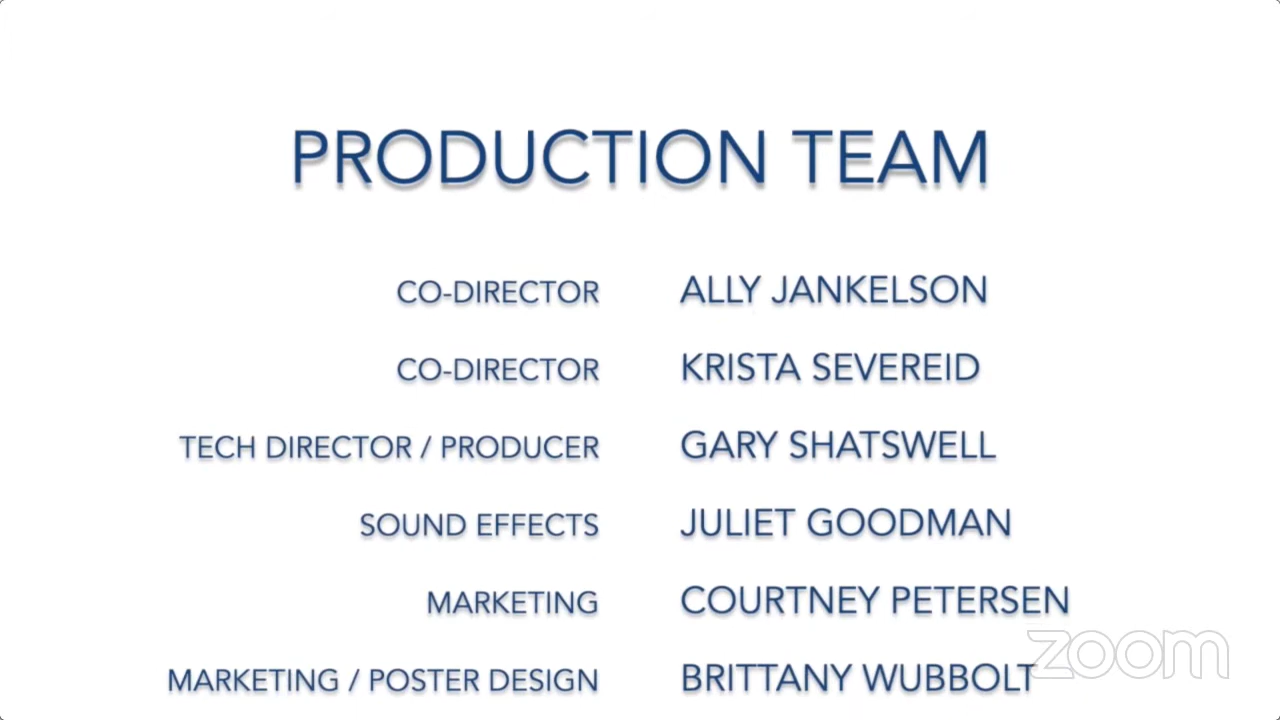 PRODUCTION TEAM
CO-DIRECTOR ALLY JANKELSON
CO-DIRECTOR KRISTA SEVEREID
TECH DIRECTOR / PRODUCER GARY SHATSWELL
SOUND EFFECTS JULIET GOODMAN
MARKETING COURTNEY PETERSEN
zoom
MARKETING / POSTER DESIGN BRITTANY WUBBOLT